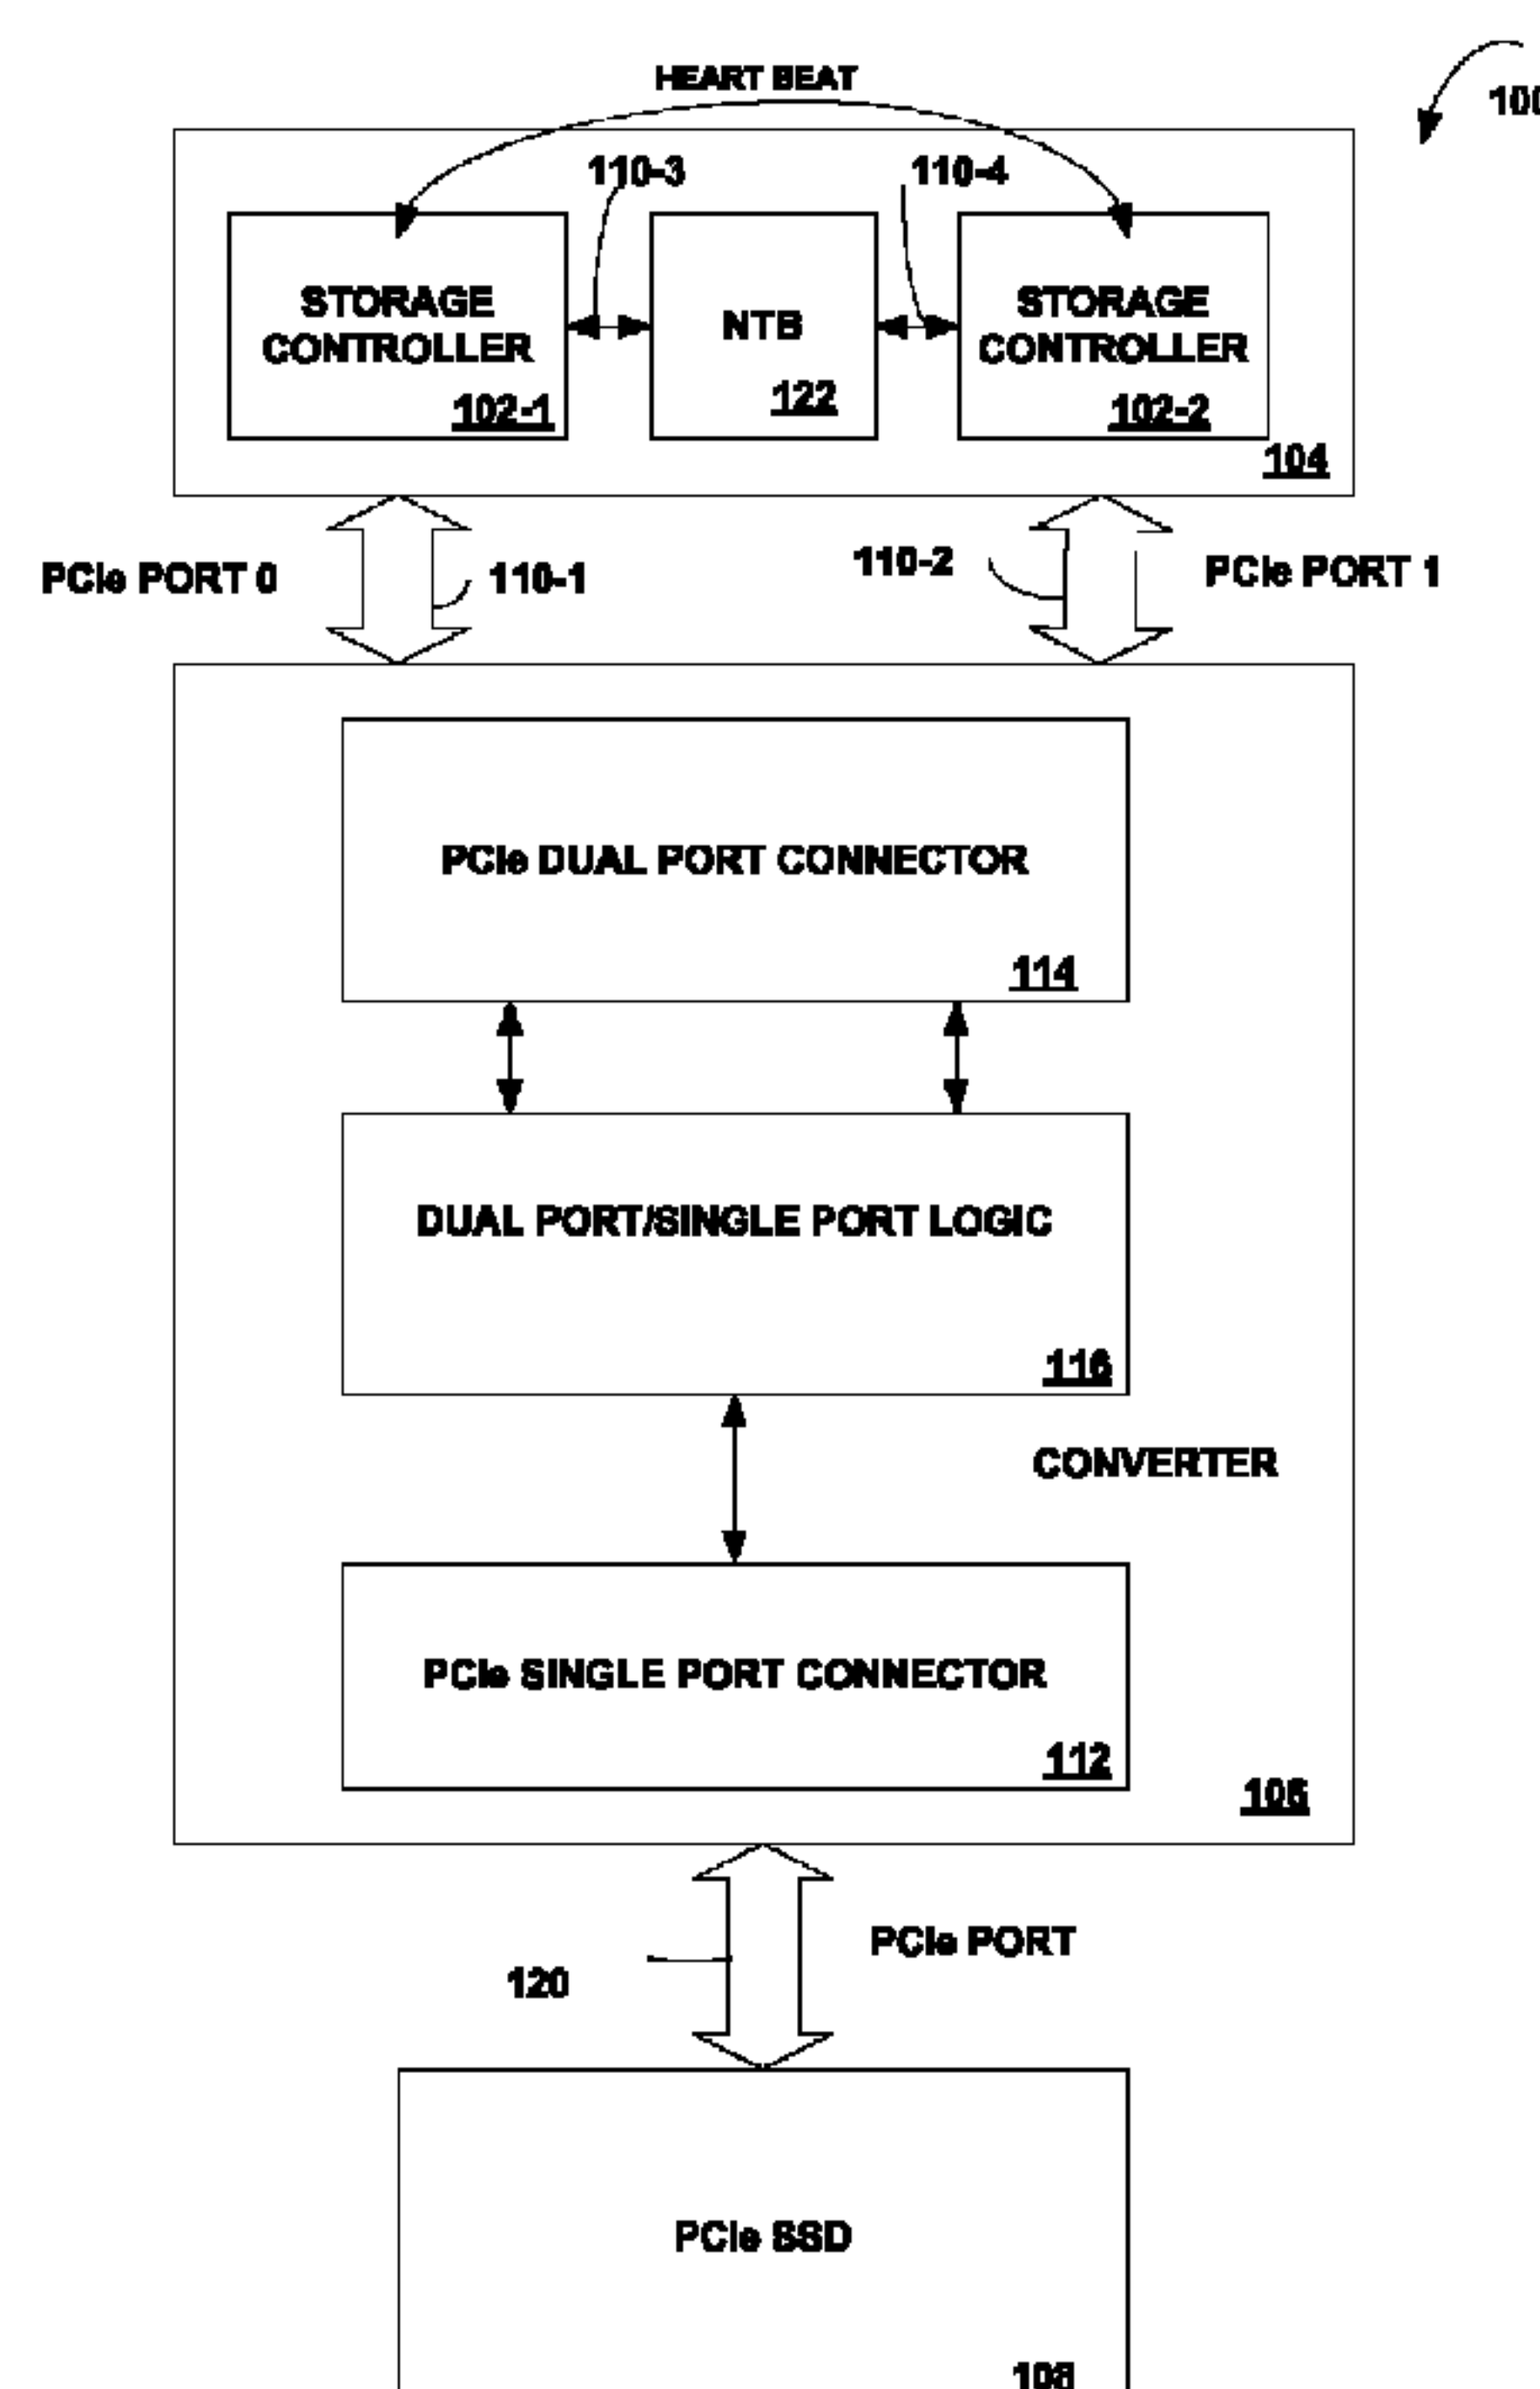 HEART BEAT
100
110-3
110-4
STORAGE
CONTROLLER
102-1
NTB
122
STORAGE
CONTROLLER
102-2
104
PCIe PORT 0
110-1
110-2
PCIe PORT 1
PCIe DUAL PORT CONNECTOR
114
DUAL PORT/SINGLE PORT LOGIC
116
CONVERTER
PCIe SINGLE PORT CONNECTOR
112
106
PCIe PORT
120
PCIe SSD
108